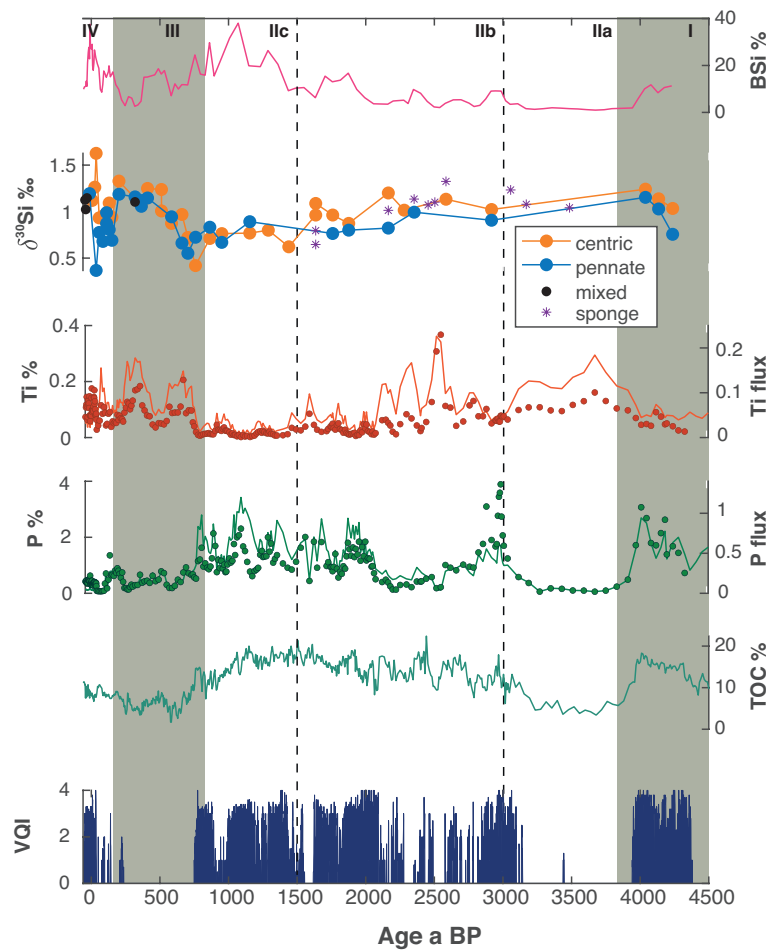 IV III IIc IIb IIa I
40
20
0
BSi %
1.5
1
0.5
δ³⁰Si ‰
centric
pennate
mixed
sponge
0.4
0.2
0
Ti %
0.2
0.1
0
Ti flux
4
2
0
P %
1
0.5
0
P flux
20
10
0
TOC %
4
2
0
VQI
0 500 1000 1500 2000 2500 3000 3500 4000 4500
Age a BP